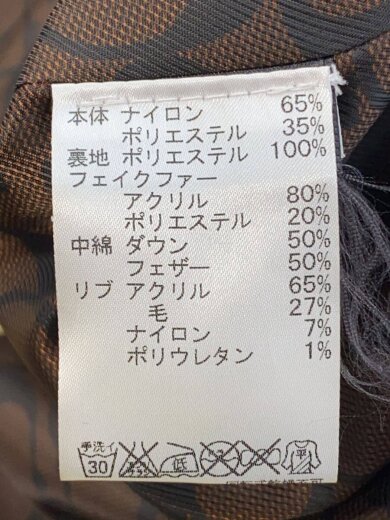 本体 ナイロン 65%
ポリエステル 35%
裏地 ポリエステル 100%
フェイクファー
アクリル 80%
ポリエステル 20%
中綿 ダウン 50%
フェザー 50%
リブ アクリル 65%
毛 27%
ナイロン 7%
ポリウレタン 1%
手洗イ
30 低 平